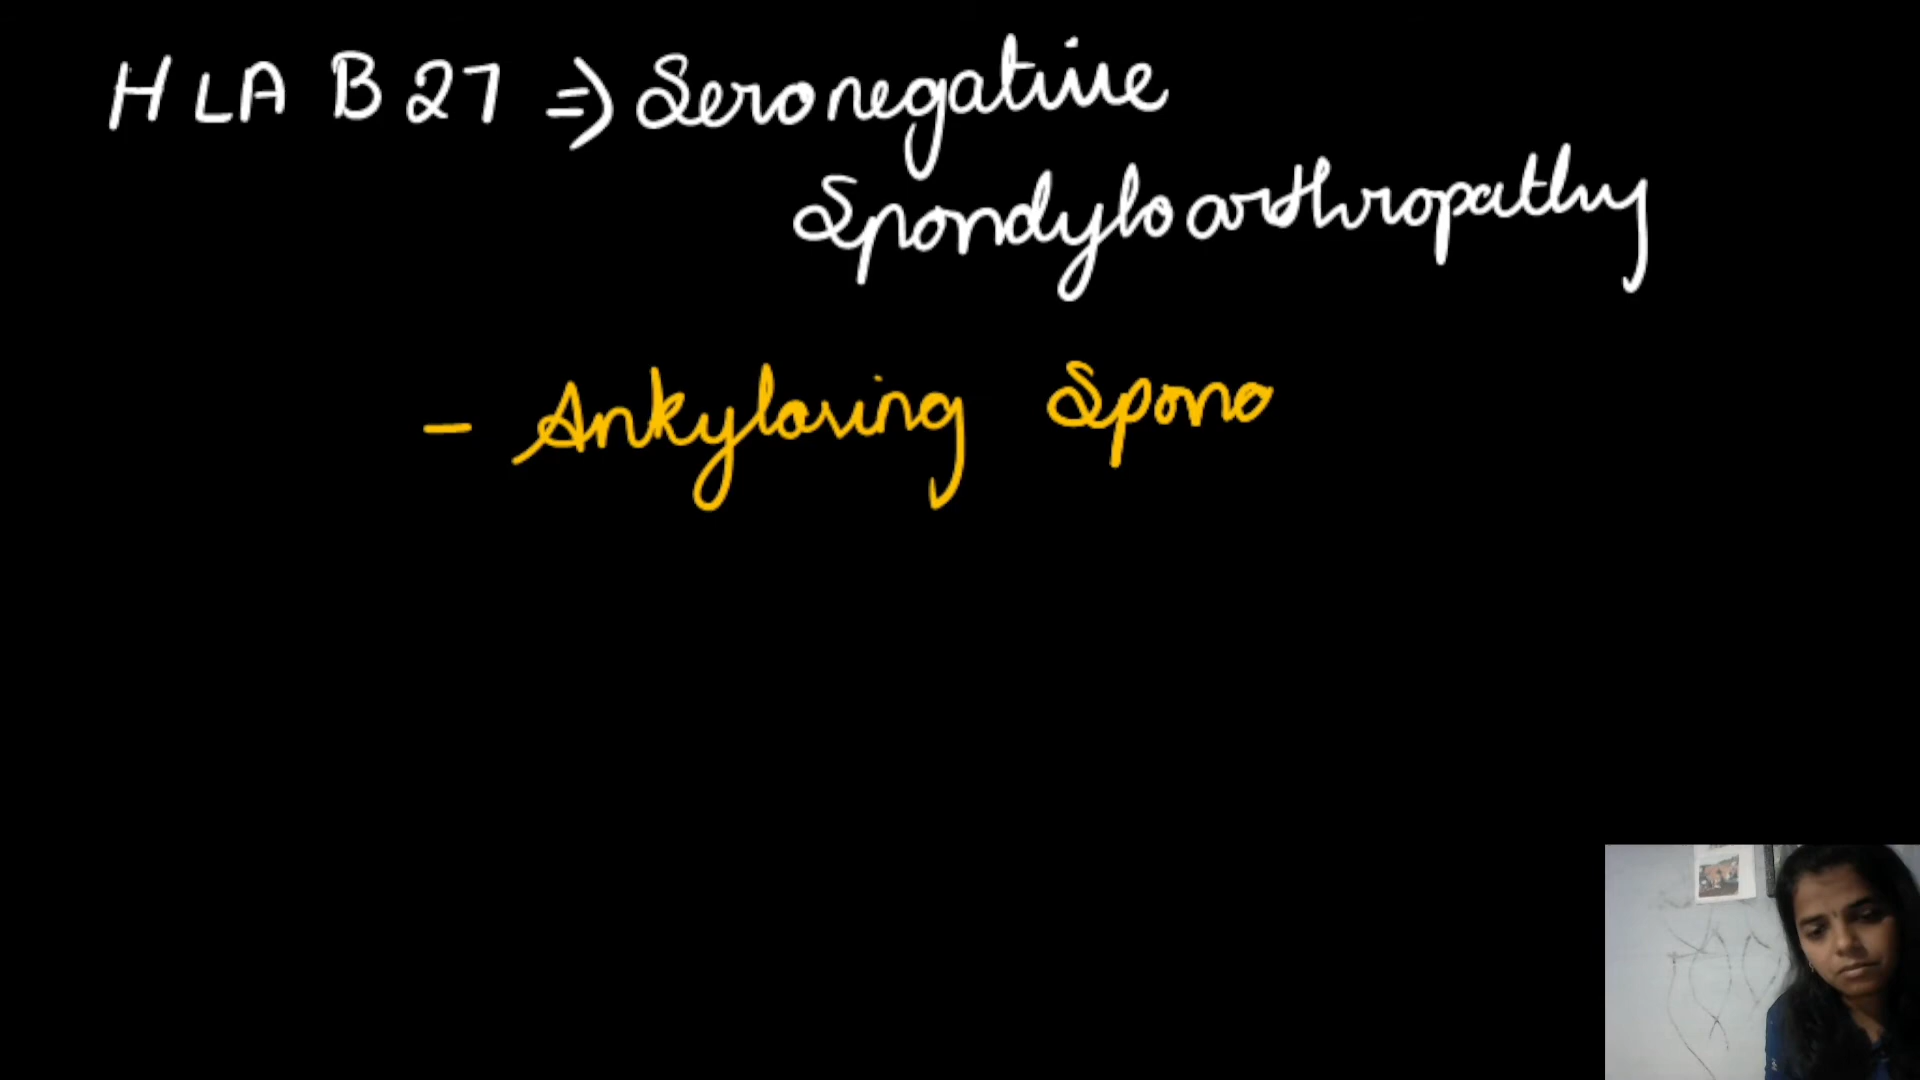 HLA B27 => Seronegative
Spondyloarthropathy
- Ankylosing Spono